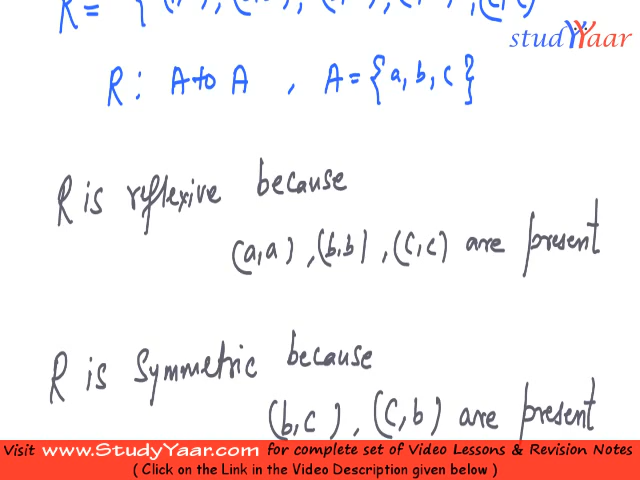 R= {
studYYaar
R : A to A , A = {a, b, c}
R is reflexive because
(a,a) , (b,b) , (c,c) are present
R is Symmetric because
(b,c) , (c,b) are present
Visit www.StudyYaar.com for complete set of Video Lessons & Revision Notes
( Click on the Link in the Video Description given below )